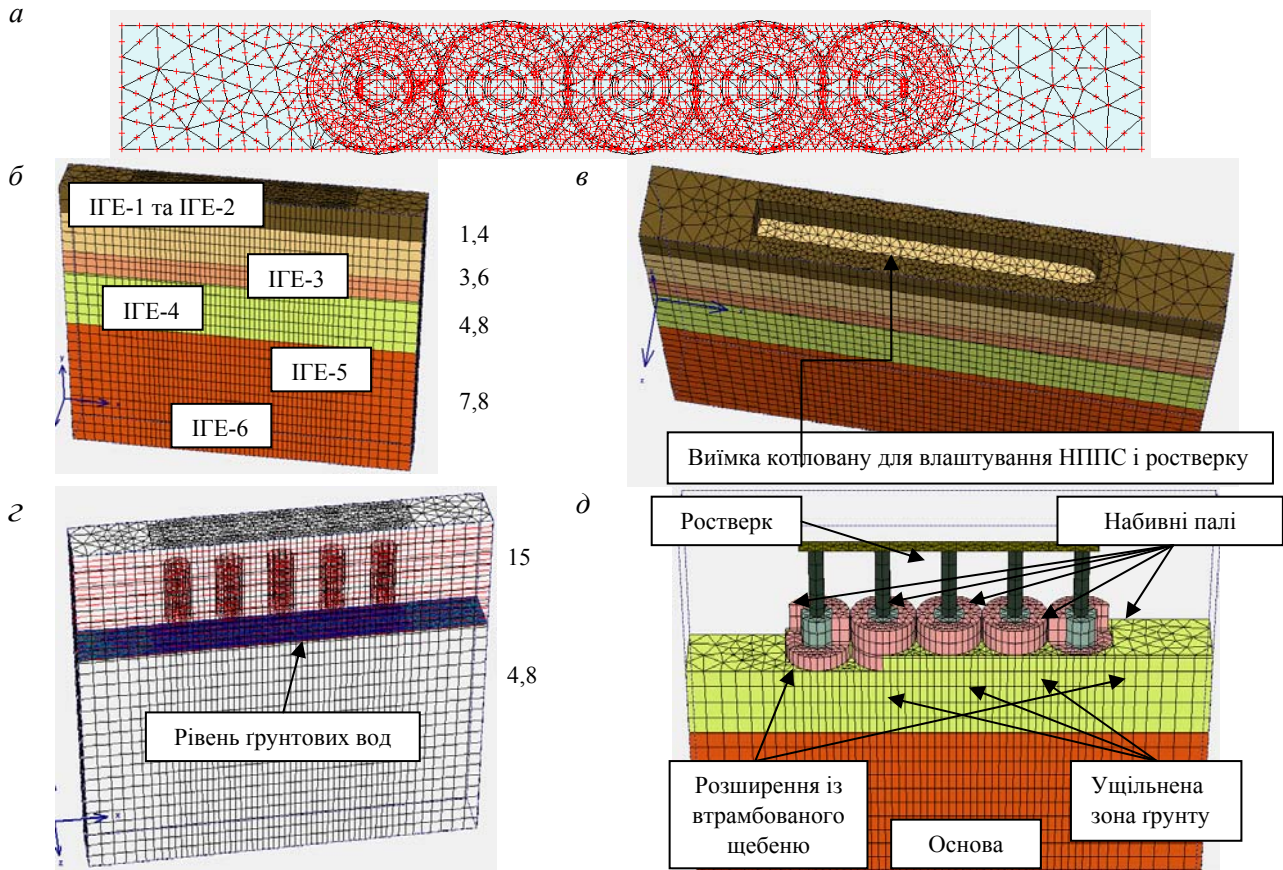 а
б
в
ІГЕ-1 та ІГЕ-2
ІГЕ-3
ІГЕ-4
ІГЕ-5
ІГЕ-6
1,4
3,6
4,8
7,8
Виїмка котловану для влаштування НППС і ростверку
г
15
4,8
Рівень ґрунтових вод
д
Ростверк
Набивні палі
Розширення із
втрамбованого
щебеню
Ущільнена
зона ґрунту
Основа